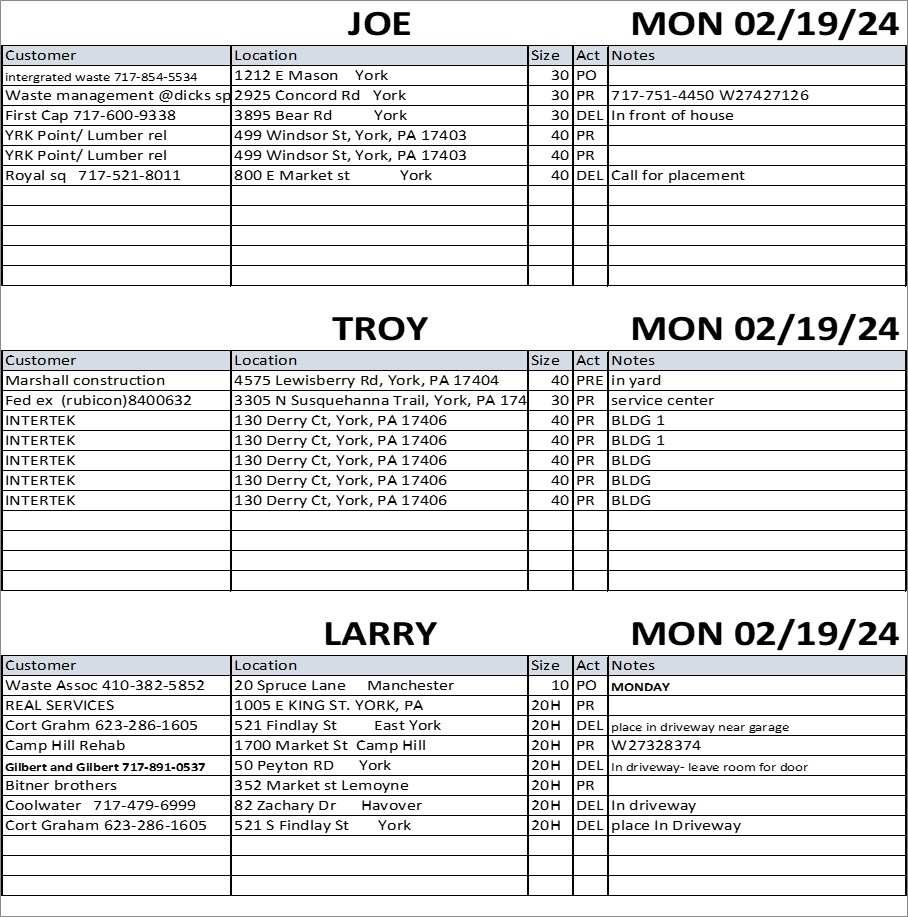 JOE MON 02/19/24
Customer Location Size Act Notes
intergrated waste 717-854-5534 1212 E Mason York 30 PO
Waste management @dicks sp 2925 Concord Rd York 30 PR 717-751-4450 W27427126
First Cap 717-600-9338 3895 Bear Rd York 30 DEL In front of house
YRK Point/ Lumber rel 499 Windsor St, York, PA 17403 40 PR
YRK Point/ Lumber rel 499 Windsor St, York, PA 17403 40 PR
Royal sq 717-521-8011 800 E Market st York 40 DEL Call for placement
TROY MON 02/19/24
Customer Location Size Act Notes
Marshall construction 4575 Lewisberry Rd, York, PA 17404 40 PRE in yard
Fed ex (rubicon)8400632 3305 N Susquehanna Trail, York, PA 174 30 PR service center
INTERTEK 130 Derry Ct, York, PA 17406 40 PR BLDG 1
INTERTEK 130 Derry Ct, York, PA 17406 40 PR BLDG 1
INTERTEK 130 Derry Ct, York, PA 17406 40 PR BLDG
INTERTEK 130 Derry Ct, York, PA 17406 40 PR BLDG
INTERTEK 130 Derry Ct, York, PA 17406 40 PR BLDG
LARRY MON 02/19/24
Customer Location Size Act Notes
Waste Assoc 410-382-5852 20 Spruce Lane Manchester 10 PO MONDAY
REAL SERVICES 1005 E KING ST. YORK, PA 20H PR
Cort Grahm 623-286-1605 521 Findlay St East York 20H DEL place in driveway near garage
Camp Hill Rehab 1700 Market St Camp Hill 20H PR W27328374
Gilbert and Gilbert 717-891-0537 50 Peyton RD York 20H DEL In driveway- leave room for door
Bitner brothers 352 Market st Lemoyne 20H PR
Coolwater 717-479-6999 82 Zachary Dr Havover 20H DEL In driveway
Cort Graham 623-286-1605 521 S Findlay St York 20H DEL place In Driveway